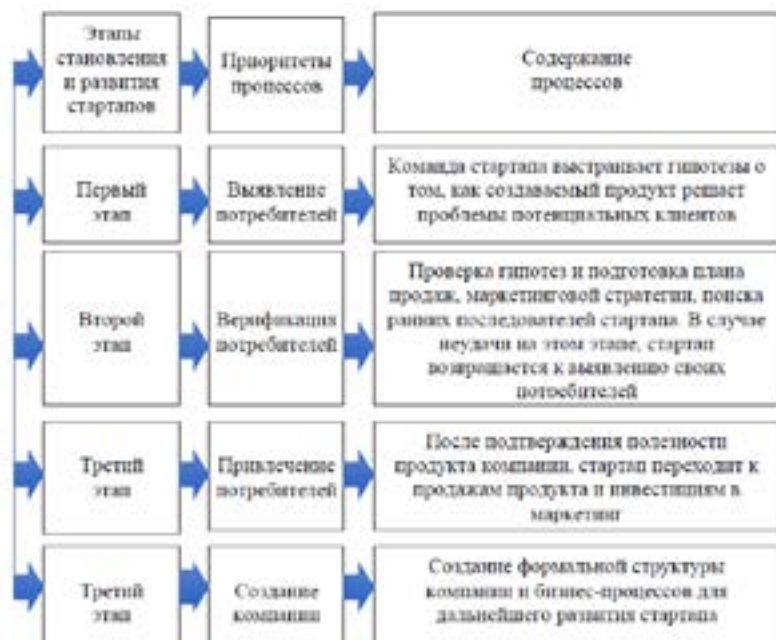 Этапы
становления
и развития
стартапов
Приоритеты
процессов
Содержание
процессов
Первый
этап
Выявление
потребителей
Команда стартапа выстраивает гипотезы о
том, как создаваемый продукт решает
проблемы потенциальных клиентов
Второй
этап
Верификация
потребителей
Проверка гипотез и подготовка плана
продаж, маркетинговой стратегии, поиска
ранних последователей стартапа. В случае
неудачи на этом этапе, стартап
возвращается к выявлению своих
потребителей
Третий
этап
Привлечение
потребителей
После подтверждения полезности
продукта компании, стартап переходит к
продажам продукта и инвестициям в
маркетинг
Третий
этап
Создание
компании
Создание формальной структуры
компании и бизнес-процессов для
дальнейшего развития стартапа